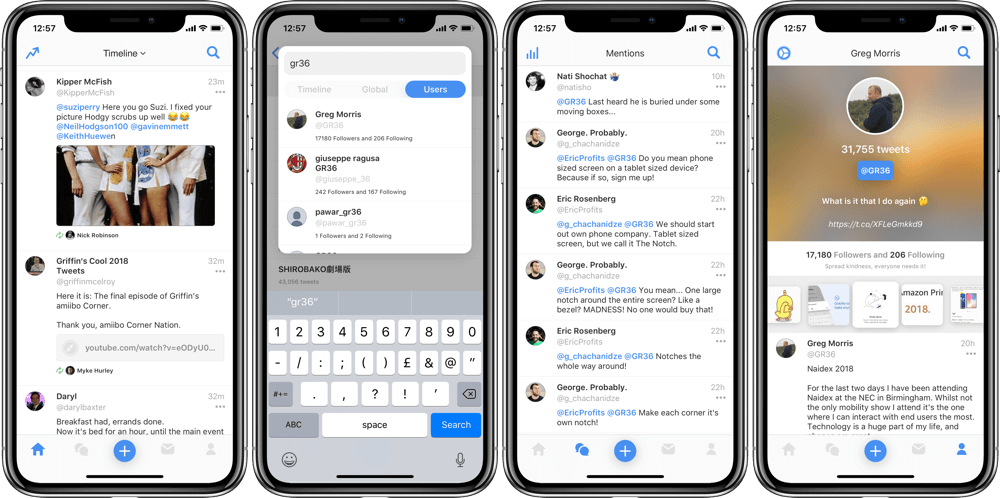 12:57
Timeline
Kipper McFish
23m
@KipperMcFish
@suziperry Here you go Suzi. I fixed your
picture Hodgy scrubs up well 😂😂
@NeilHodgson100 @gavinemmett
@KeithHuewen
Nick Robinson
Griffin's Cool 2018
Tweets
32m
@griffinmcelroy
Here it is: The final episode of Griffin's
amiibo Corner.
Thank you, amiibo Corner Nation.
youtube.com/watch?v=eODyU0...
Myke Hurley
Daryl
32m
@darylbaxter
Breakfast had, errands done.
Now it's bed for an hour, until the main event
12:57
gr36
Timeline
Global
Users
Greg Morris
@GR36
17180 Followers and 206 Following
giuseppe ragusa
GR36
@giuseppe_36
242 Followers and 167 Following
pawar_gr36
@pawar_gr36
1 Followers and 2 Following
SHIROBAKO劇場版
43,056 tweets
"gr36"
1 2 3 4 5 6 7 8 9 0
- / : ; ( ) £ & @ "
#+= . , ? ! '
ABC
space
Search
12:57
Mentions
Nati Shochat 🤷🏻‍♂️
10h
@natisho
@GR36 Last heard he is buried under some
moving boxes...
George. Probably.
20h
@g_chachanidze
@EricProfits @GR36 Do you mean phone
sized screen on a tablet sized device?
Because if so, sign me up!
Eric Rosenberg
22h
@EricProfits
@g_chachanidze @GR36 We should start
out own phone company. Tablet sized
screen, but we call it The Notch.
George. Probably.
22h
@g_chachanidze
@EricProfits @GR36 You mean... One large
notch around the entire screen? Like a
bezel? MADNESS! No one would buy that!
Eric Rosenberg
22h
@EricProfits
@g_chachanidze @GR36 Notches the
whole way around!
George. Probably.
22h
@g_chachanidze
@EricProfits @GR36 Make each corner it's
own notch!
12:57
Greg Morris
31,755 tweets
@GR36
What is it that I do again 🤔
https://t.co/XFLeGmkkd9
17,180 Followers and 206 Following
Spread kindness, everyone needs it!
Amazon Pri
2018.
Greg Morris
20h
@GR36
Naidex 2018
For the last two days I have been attending
Naidex at the NEC in Birmingham. Whilst not
the only mobility show I attend it's the one
where I can interact with end users the most.
Technology is a huge part of my life, and